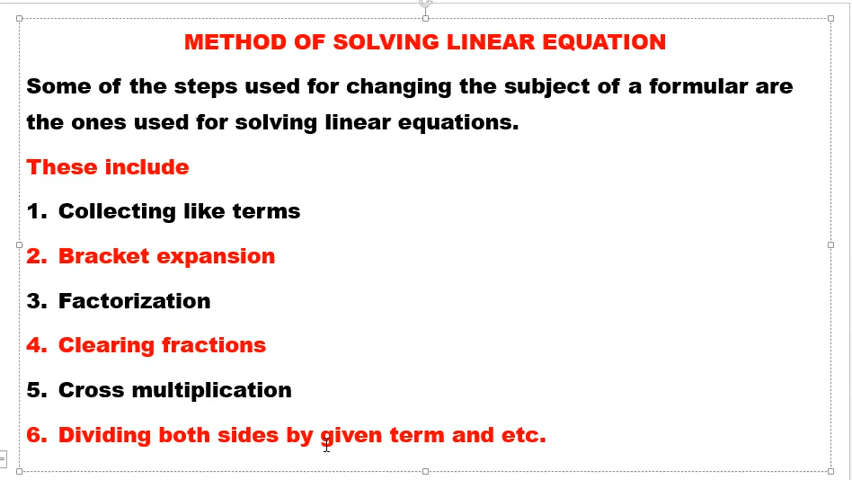 METHOD OF SOLVING LINEAR EQUATION
Some of the steps used for changing the subject of a formular are
the ones used for solving linear equations.
These include
1. Collecting like terms
2. Bracket expansion
3. Factorization
4. Clearing fractions
5. Cross multiplication
6. Dividing both sides by given term and etc.